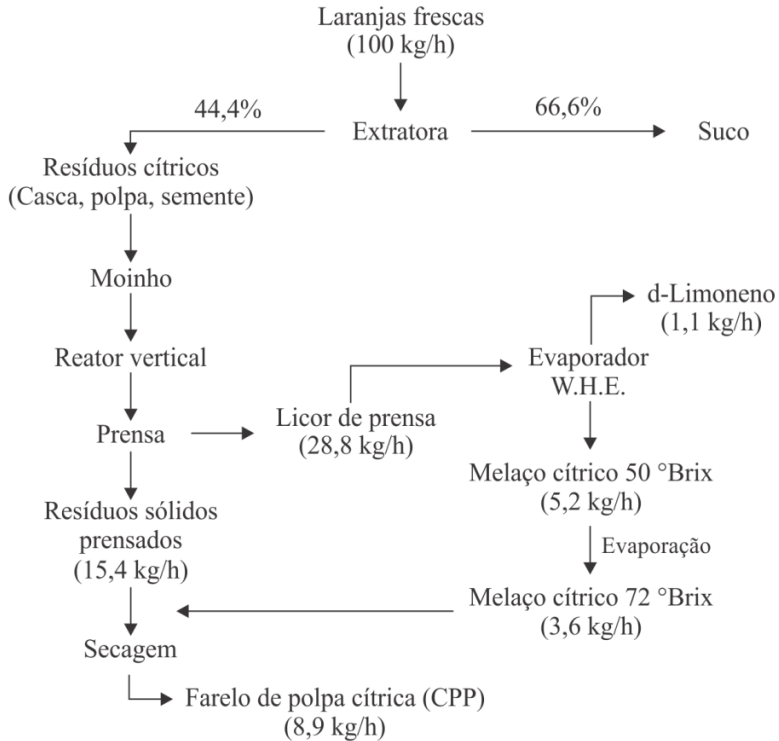 Laranjas frescas
(100 kg/h)
44,4%
66,6%
Extratora
Suco
Resíduos cítricos
(Casca, polpa, semente)
Moinho
d-Limoneno
(1,1 kg/h)
Reator vertical
Evaporador
W.H.E.
Prensa
Licor de prensa
(28,8 kg/h)
Melaço cítrico 50 °Brix
(5,2 kg/h)
Resíduos sólidos
prensados
(15,4 kg/h)
Evaporação
Melaço cítrico 72 °Brix
(3,6 kg/h)
Secagem
Farelo de polpa cítrica (CPP)
(8,9 kg/h)